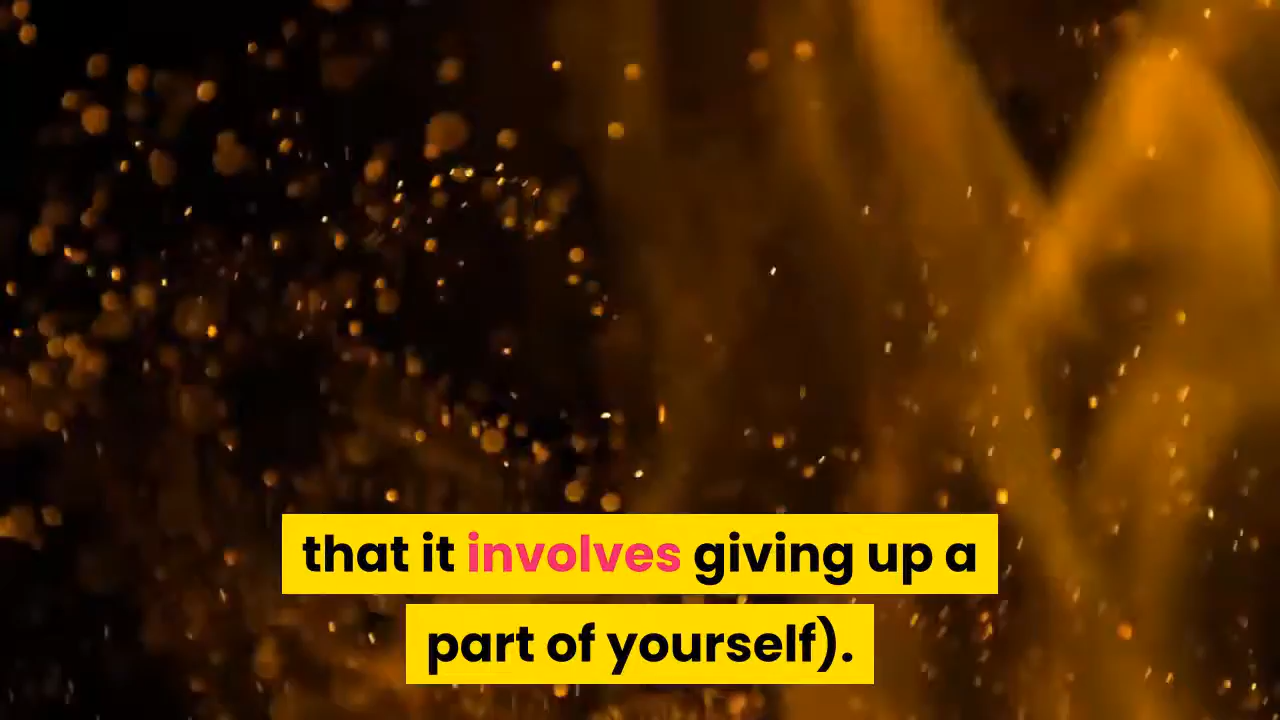 that it involves giving up a
part of yourself).